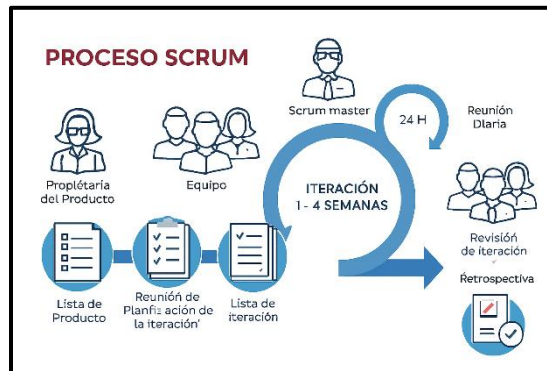 PROCESO SCRUM
Scrum master
24 H
Reunión
DIaria
Proplétaria
del Producto
Equipo
ITERACIÓN
1 - 4 SEMANAS
Revisión
de iteración
Retrospectiva
Lista de
Producto
Reunión de
Planfiz ación de
la iteración'
Lista de
iteración